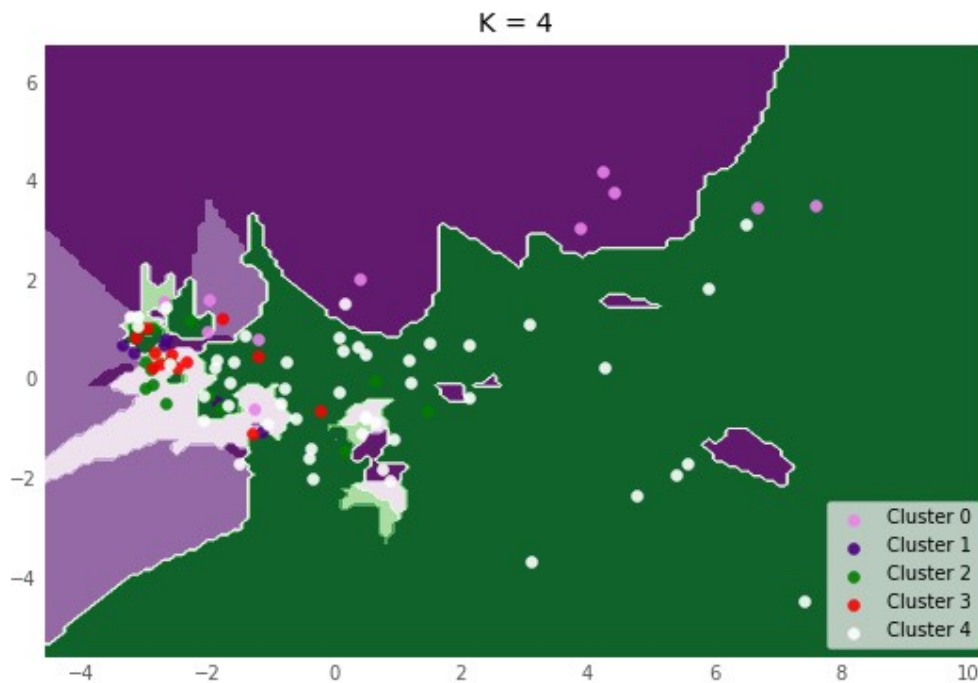 K = 4
6
4
2
0
−2
−4
−4 −2 0 2 4 6 8 10
Cluster 0
Cluster 1
Cluster 2
Cluster 3
Cluster 4